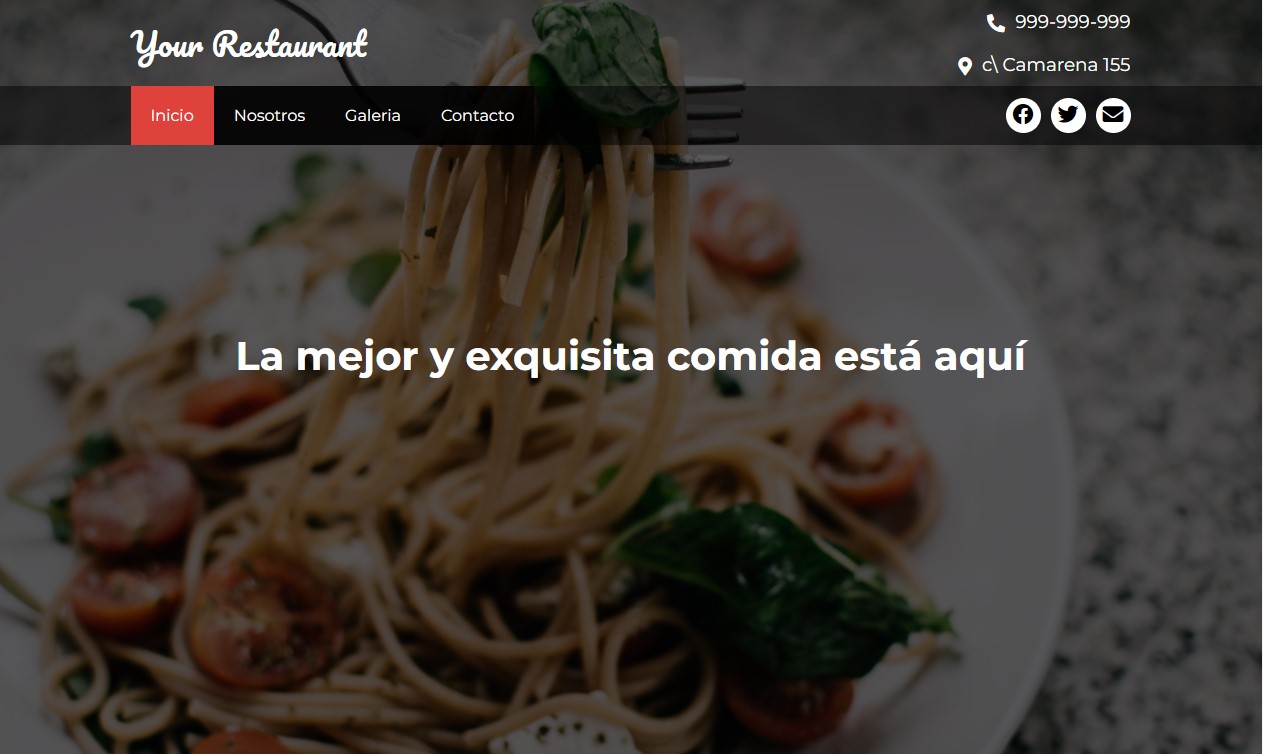 Your Restaurant
999-999-999
c\ Camarena 155
Inicio
Nosotros
Galeria
Contacto
La mejor y exquisita comida está aquí